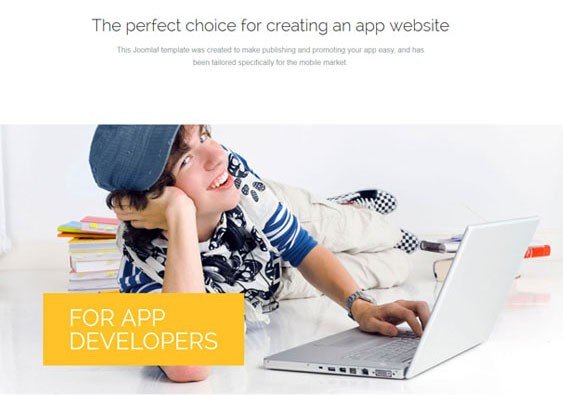 The perfect choice for creating an app website
This Joomla! template was created to make publishing and promoting your app easy, and has
been tailored specifically for the mobile market.
FOR APP
DEVELOPERS